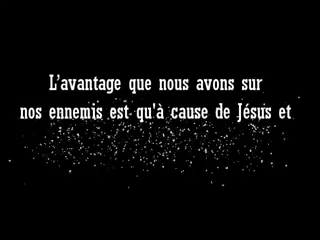 L'avantage que nous avons sur
nos ennemis est qu'à cause de Jésus et